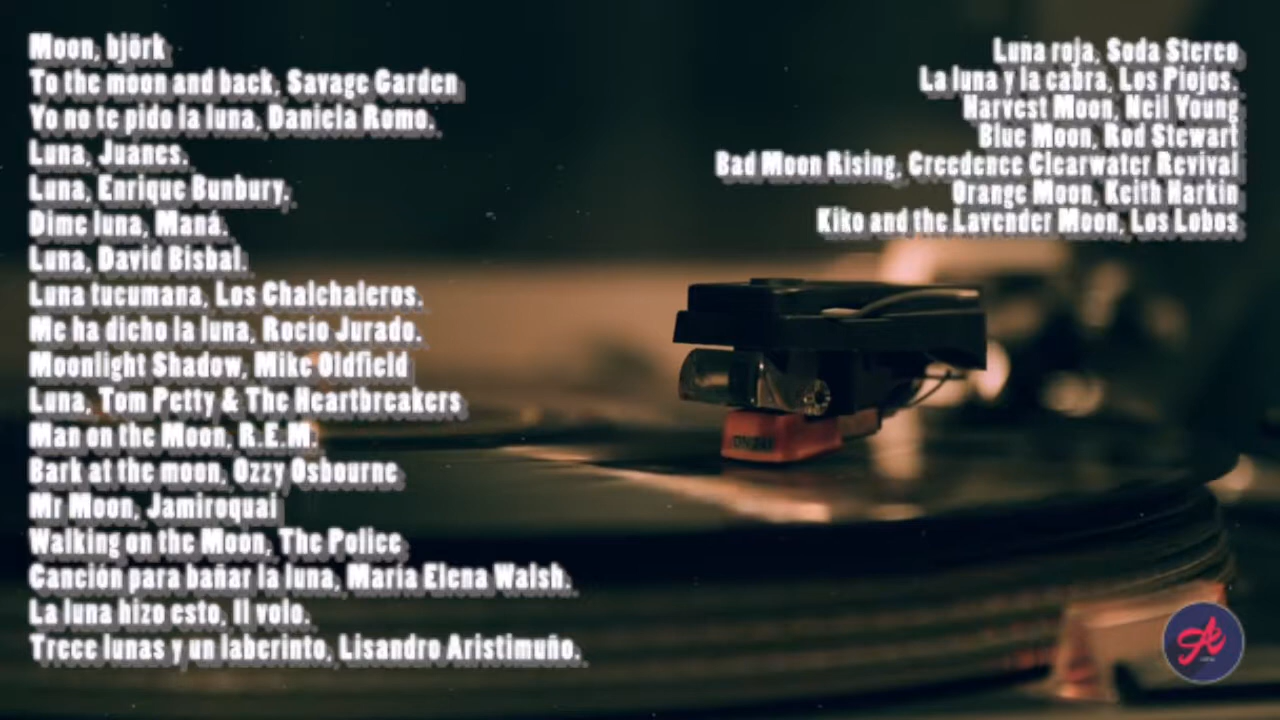 Moon, björk
To the moon and back, Savage Garden
Yo no te pido la luna, Daniela Romo.
Luna, Juanes.
Luna, Enrique Bunbury.
Dime luna, Maná.
Luna, David Bisbal.
Luna tucumana, Los Chalchaleros.
Me ha dicho la luna, Rocío Jurado.
Moonlight Shadow, Mike Oldfield
Luna, Tom Petty & The Heartbreakers
Man on the Moon, R.E.M.
Bark at the moon, Ozzy Osbourne
Mr Moon, Jamiroquai
Walking on the Moon, The Police
Canción para bañar la luna, María Elena Walsh.
La luna hizo esto, Il volo.
Trece lunas y un laberinto, Lisandro Aristimuño.
Luna roja, Soda Stereo
La luna y la cabra, Los Piojos.
Harvest Moon, Neil Young
Blue Moon, Rod Stewart
Bad Moon Rising, Creedence Clearwater Revival
Orange Moon, Keith Harkin
Kiko and the Lavender Moon, Los Lobos